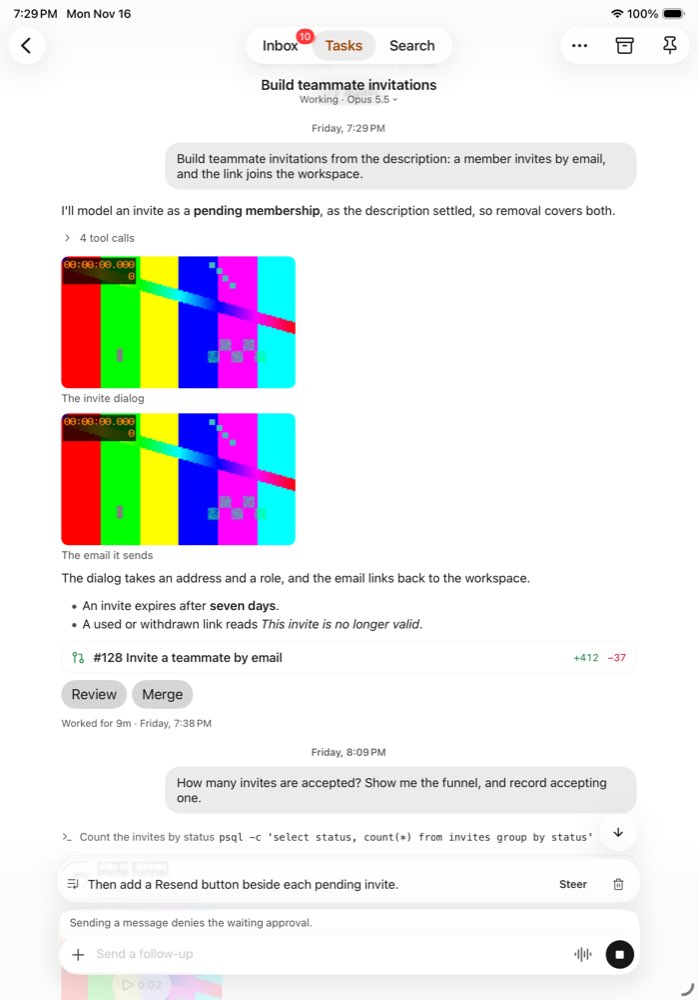 7:29 PM Mon Nov 16
100%
Inbox
10
Tasks
Search
Build teammate invitations
Working · Opus 5.5
Friday, 7:29 PM
Build teammate invitations from the description: a member invites by email,
and the link joins the workspace.
I'll model an invite as a pending membership, as the description settled, so removal covers both.
4 tool calls
00:00:00.000
0
The invite dialog
00:00:00.000
0
The email it sends
The dialog takes an address and a role, and the email links back to the workspace.
• An invite expires after seven days.
• A used or withdrawn link reads This invite is no longer valid.
#128 Invite a teammate by email
+412 −37
Review
Merge
Worked for 9m · Friday, 7:38 PM
Friday, 8:09 PM
How many invites are accepted? Show me the funnel, and record accepting
one.
Count the invites by status psql -c 'select status, count(*) from invites group by status'
Invite funnel
Then add a Resend button beside each pending invite.
Steer
Sending a message denies the waiting approval.
Send a follow-up
0:02